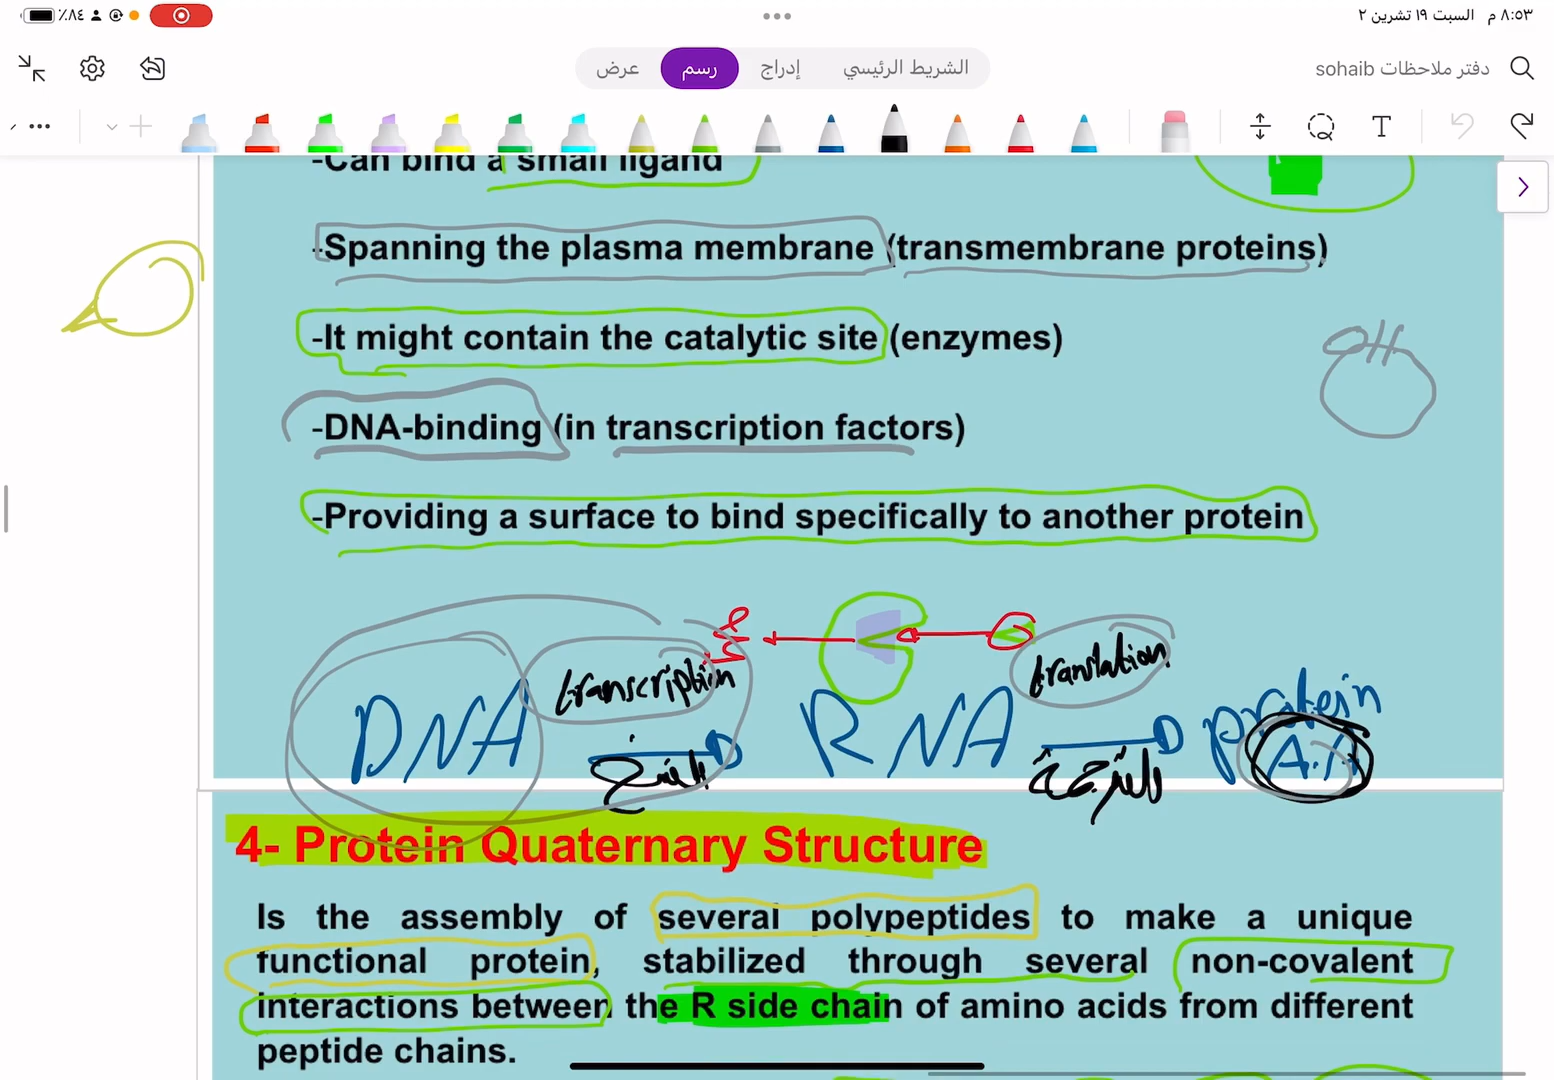 ٪٨٤
٨:٥٣ م السبت ١٩ تشرين ٢
دفتر ملاحظات sohaib
الشريط الرئيسي
إدراج
رسم
عرض
T
-Can bind a small ligand
-Spanning the plasma membrane (transmembrane proteins)
-It might contain the catalytic site (enzymes)
OH
-DNA-binding (in transcription factors)
-Providing a surface to bind specifically to another protein
transcription
translation
DNA
RNA
protein
A.A
4- Protein Quaternary Structure
Is the assembly of several polypeptides to make a unique
functional protein, stabilized through several non-covalent
interactions between the R side chain of amino acids from different
peptide chains.